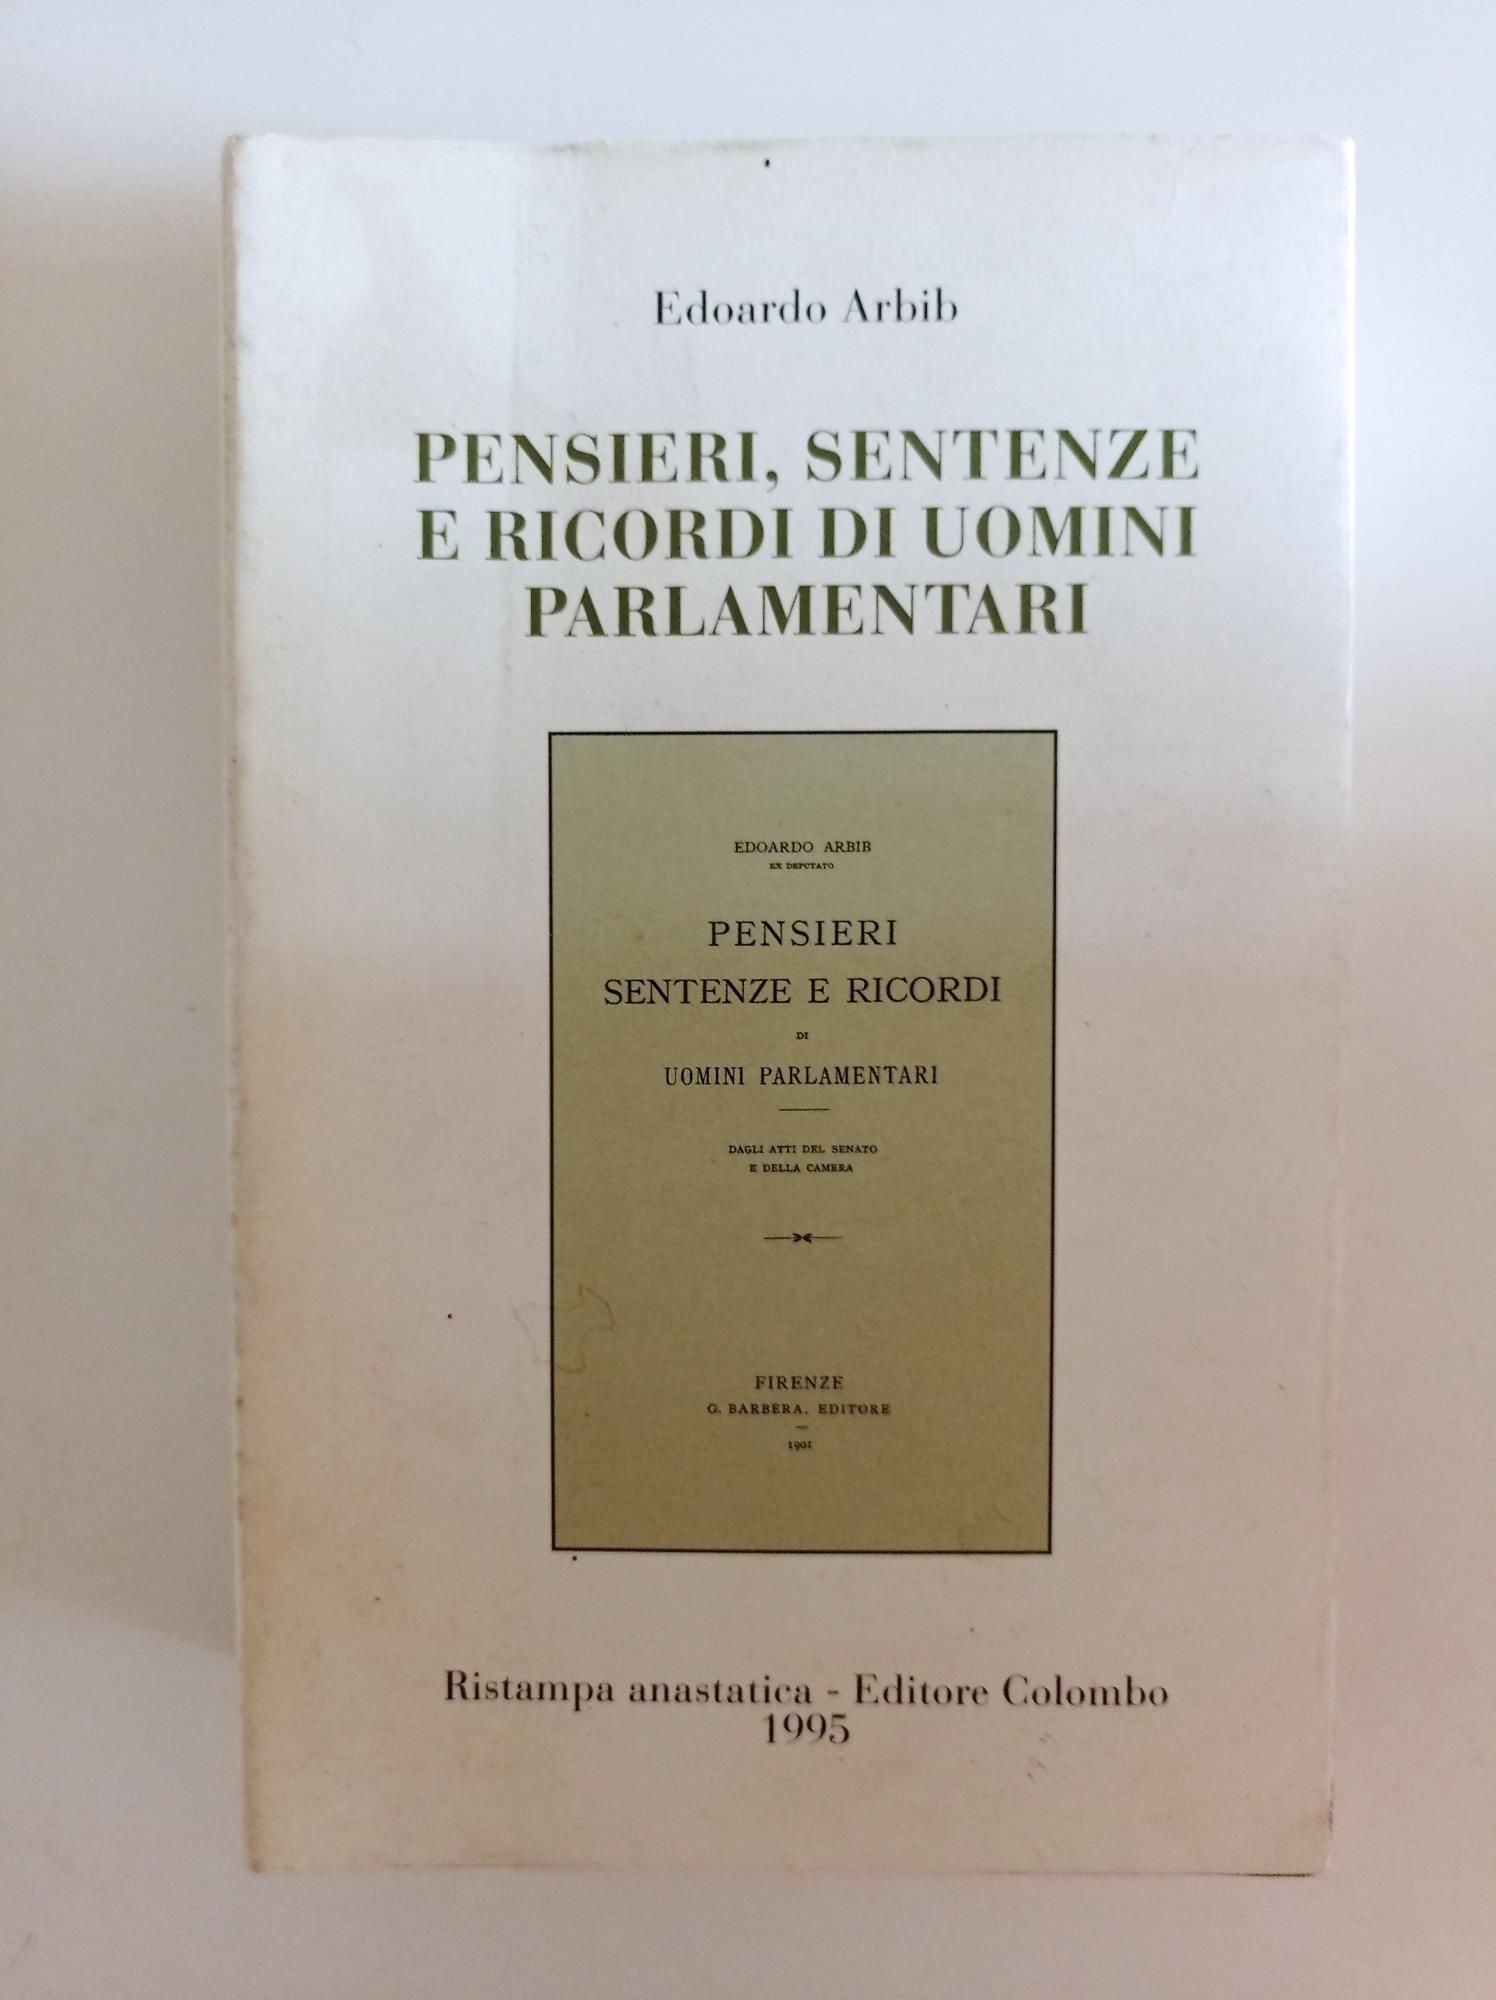 Edoardo Arbib
PENSIERI, SENTENZE
E RICORDI DI UOMINI
PARLAMENTARI
EDOARDO ARBIB
EX DEPUTATO
PENSIERI
SENTENZE E RICORDI
DI
UOMINI PARLAMENTARI
DAGLI ATTI DEL SENATO
E DELLA CAMERA
FIRENZE
G. BARBÈRA, EDITORE
1901
Ristampa anastatica - Editore Colombo
1995